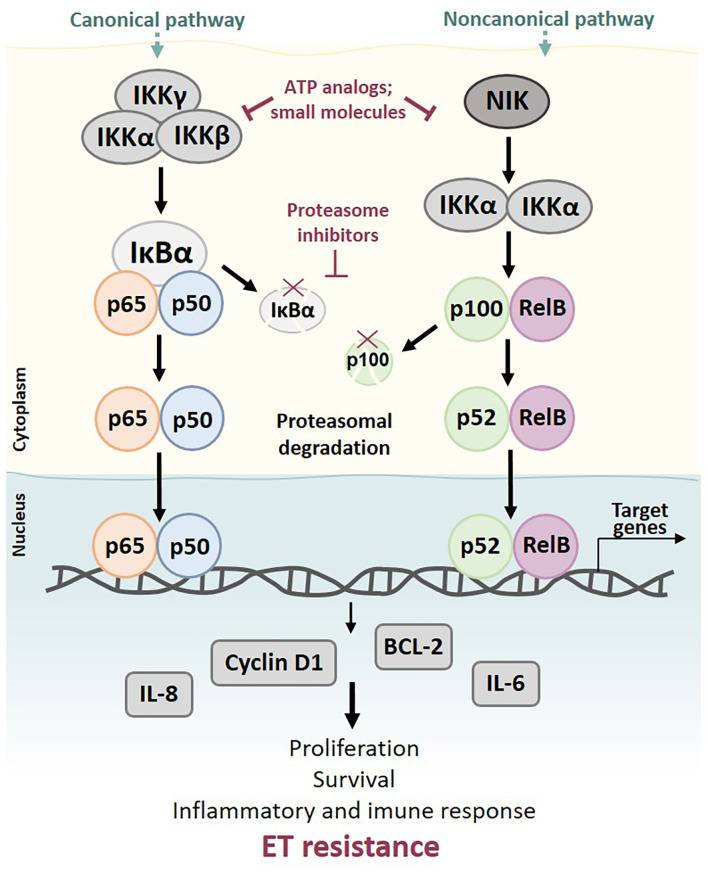 Canonical pathway
Noncanonical pathway
IKKγ
IKKα
IKKβ
ATP analogs;
small molecules
NIK
IKKα
IKKα
Proteasome
inhibitors
IκBα
p65
p50
IκBα
p100
RelB
p100
Cytoplasm
p65
p50
Proteasomal
degradation
p52
RelB
Nucleus
p65
p50
p52
RelB
Target
genes
Cyclin D1
BCL-2
IL-8
IL-6
Proliferation
Survival
Inflammatory and imune response
ET resistance